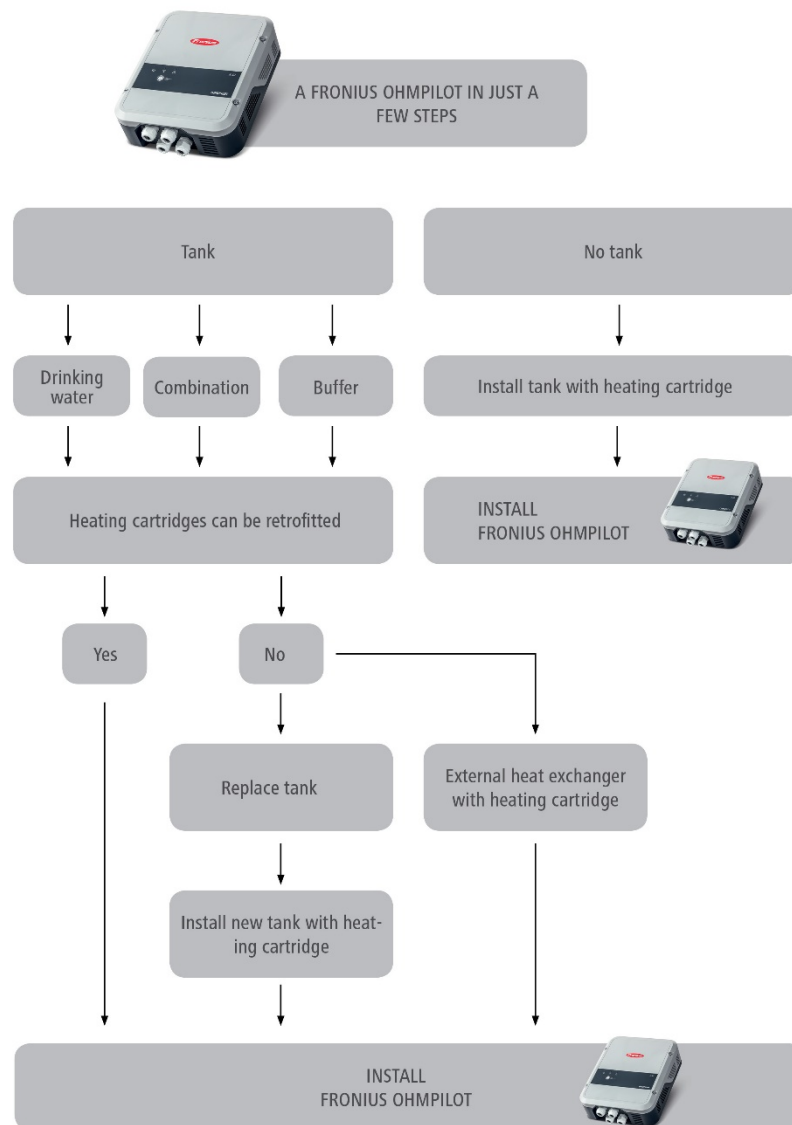 A FRONIUS OHMPILOT IN JUST A
FEW STEPS
Tank
No tank
Drinking
water
Combination
Buffer
Install tank with heating cartridge
Heating cartridges can be retrofitted
INSTALL
FRONIUS OHMPILOT
Yes
No
Replace tank
External heat exchanger
with heating cartridge
Install new tank with heat-
ing cartridge
INSTALL
FRONIUS OHMPILOT